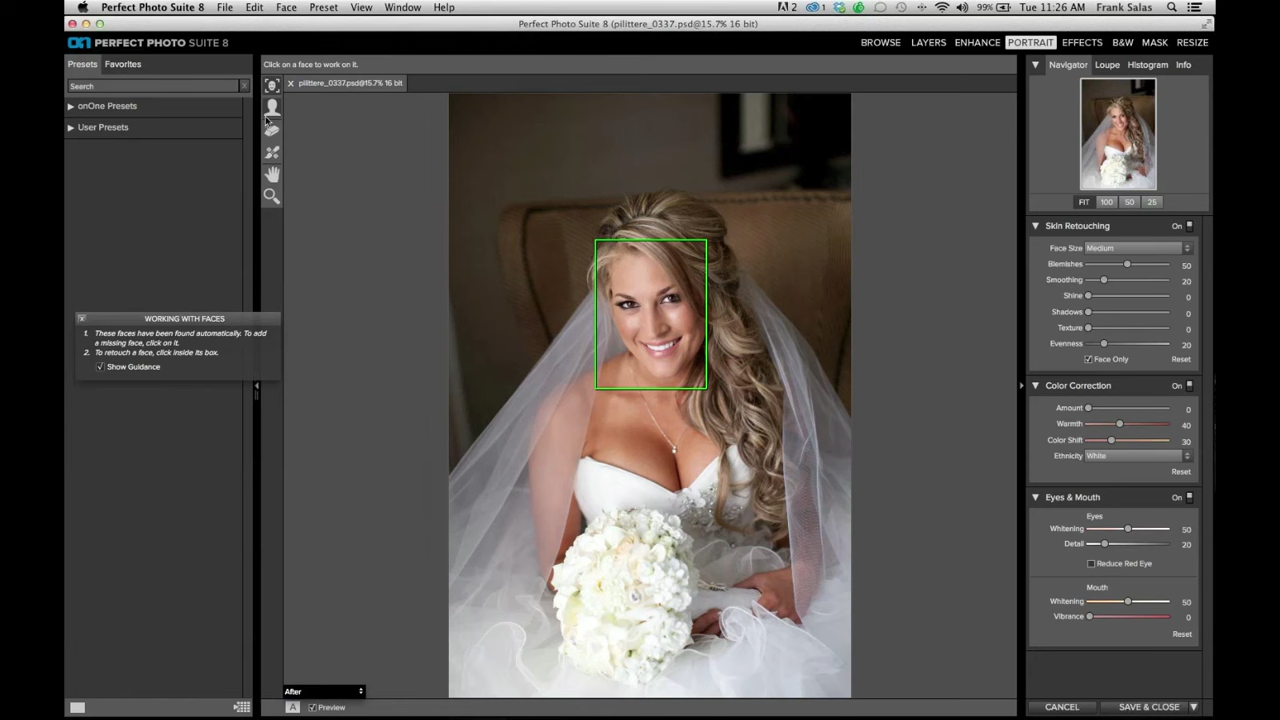 Perfect Photo Suite 8 File Edit Face Preset View Window Help 2 1 99% Tue 11:26 AM Frank Salas
Perfect Photo Suite 8 (pilittere_0337.psd@15.7% 16 bit)
on PERFECT PHOTO SUITE 8 BROWSE LAYERS ENHANCE PORTRAIT EFFECTS B&W MASK RESIZE
Presets Favorites
Search
onOne Presets
User Presets
WORKING WITH FACES
1. These faces have been found automatically. To add
a missing face, click on it.
2. To retouch a face, click inside its box.
Show Guidance
Click on a face to work on it.
pilittere_0337.psd@15.7% 16 bit
After
A Preview
Navigator Loupe Histogram Info
FIT 100 50 25
Skin Retouching On
Face Size Medium
Blemishes 50
Smoothing 20
Shine 0
Shadows 0
Texture 0
Evenness 20
Face Only Reset
Color Correction On
Amount 0
Warmth 40
Color Shift 30
Ethnicity White
Reset
Eyes & Mouth On
Eyes
Whitening 50
Detail 20
Reduce Red Eye
Mouth
Whitening 50
Vibrance 0
Reset
CANCEL SAVE & CLOSE